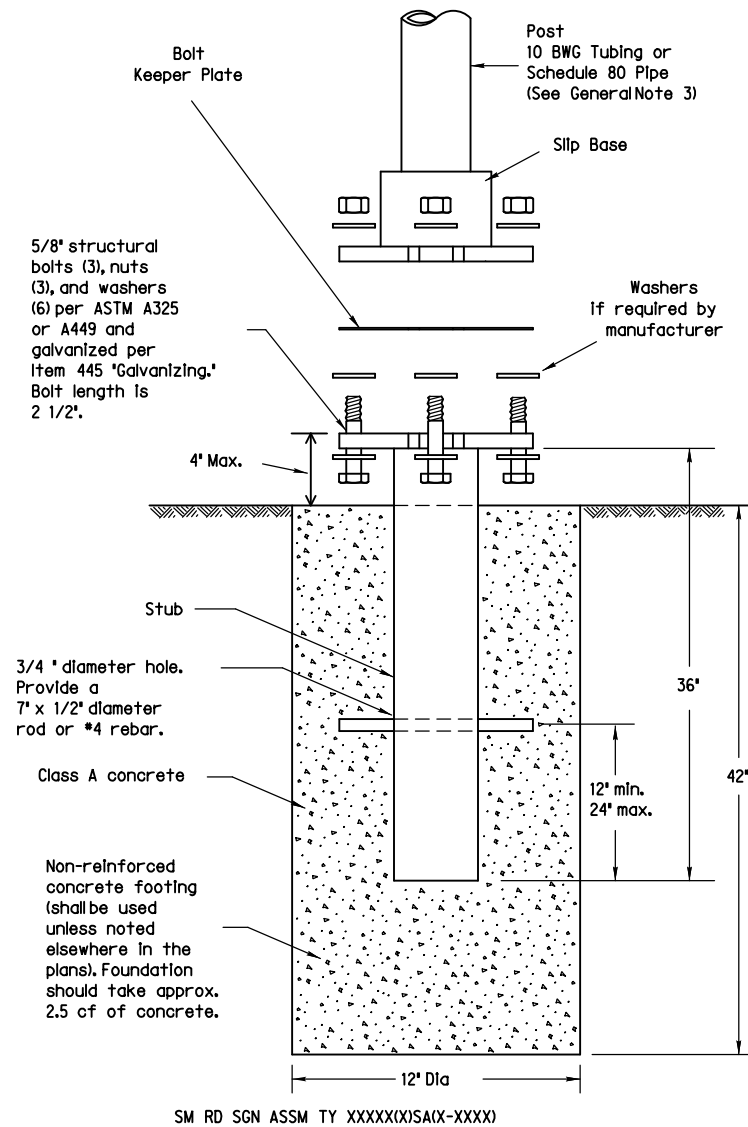 Bolt
Keeper Plate
Post
10 BWG Tubing or
Schedule 80 Pipe
(See General Note 3)
Slip Base
5/8" structural
bolts (3), nuts
(3), and washers
(6) per ASTM A325
or A449 and
galvanized per
Item 445 "Galvanizing."
Bolt length is
2 1/2".
Washers
if required by
manufacturer
4" Max.
Stub
3/4 " diameter hole.
Provide a
7" x 1/2" diameter
rod or #4 rebar.
36"
Class A concrete
12" min.
24" max.
42"
Non-reinforced
concrete footing
(shall be used
unless noted
elsewhere in the
plans). Foundation
should take approx.
2.5 cf of concrete.
12" Dia
SM RD SGN ASSM TY XXXXX(X)SA(X-XXXX)